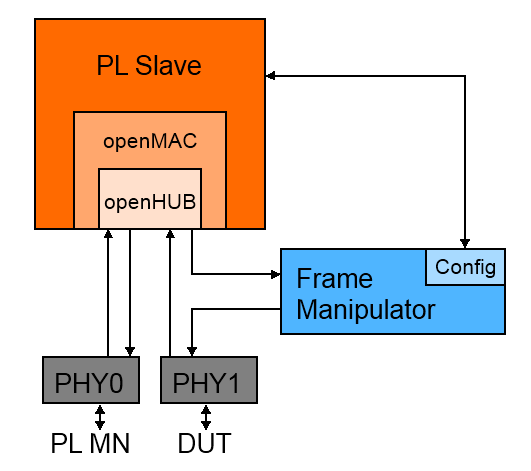 PL Slave
openMAC
openHUB
Config
Frame
Manipulator
PHY0
PHY1
PL MN
DUT